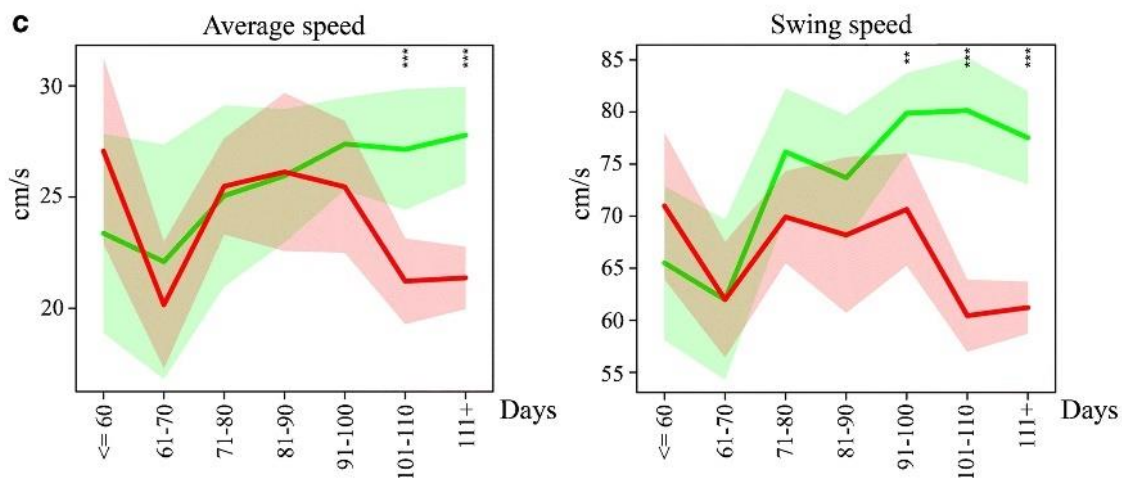 c
Average speed
*** ***
cm/s
30
25
20
<= 60 61-70 71-80 81-90 91-100 101-110 111+ Days
Swing speed
** *** ***
cm/s
85
80
75
70
65
60
55
<= 60 61-70 71-80 81-90 91-100 101-110 111+ Days